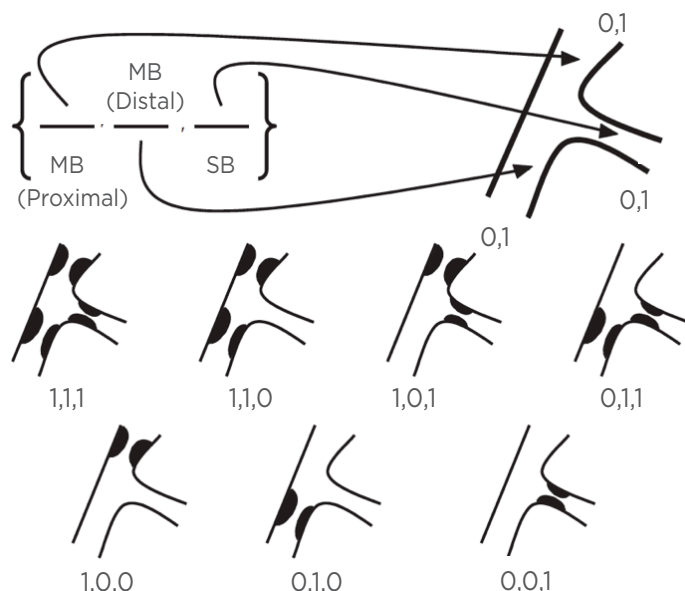 0,1
MB
(Distal)
{ , , }
MB
SB
(Proximal)
0,1
0,1
1,1,1
1,1,0
1,0,1
0,1,1
1,0,0
0,1,0
0,0,1